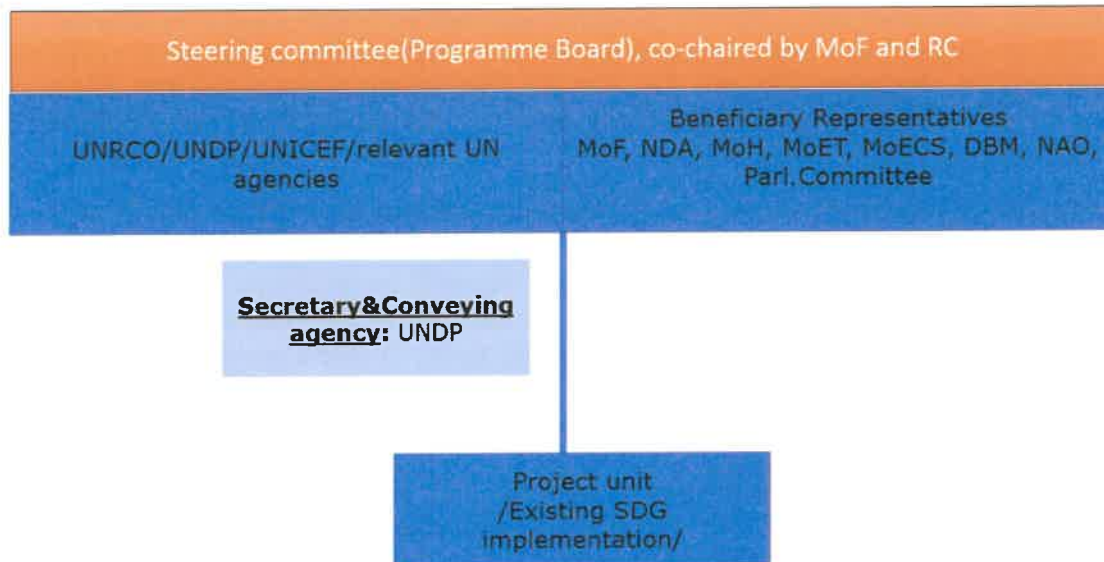 Steering committee(Programme Board), co-chaired by MoF and RC
UNRCO/UNDP/UNICEF/relevant UN
agencies
Beneficiary Representatives
MoF, NDA, MoH, MoET, MoECS, DBM, NAO,
Parl.Committee
Secretary&Conveying
agency: UNDP
Project unit
/Existing SDG
implementation/